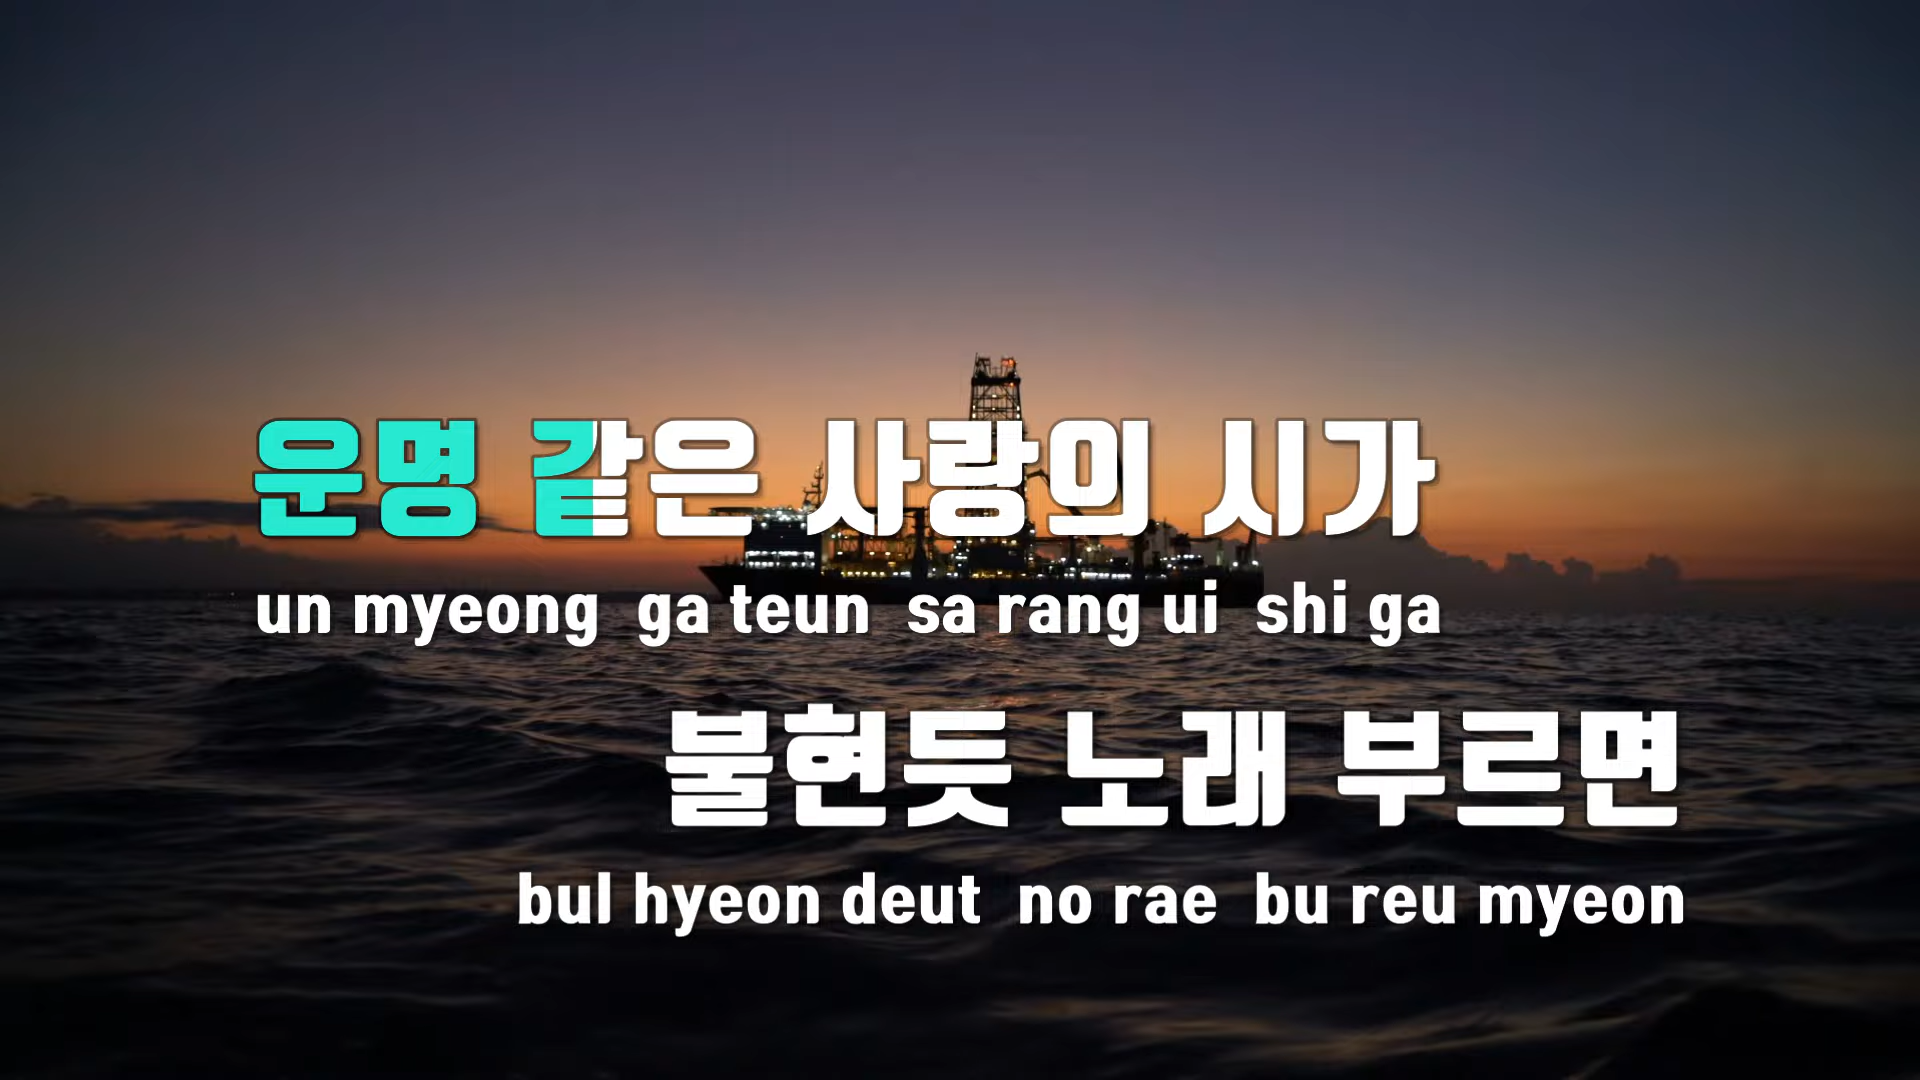 운명 같은 사랑의 시가
un myeong ga teun sa rang ui shi ga
불현듯 노래 부르면
bul hyeon deut no rae bu reu myeon